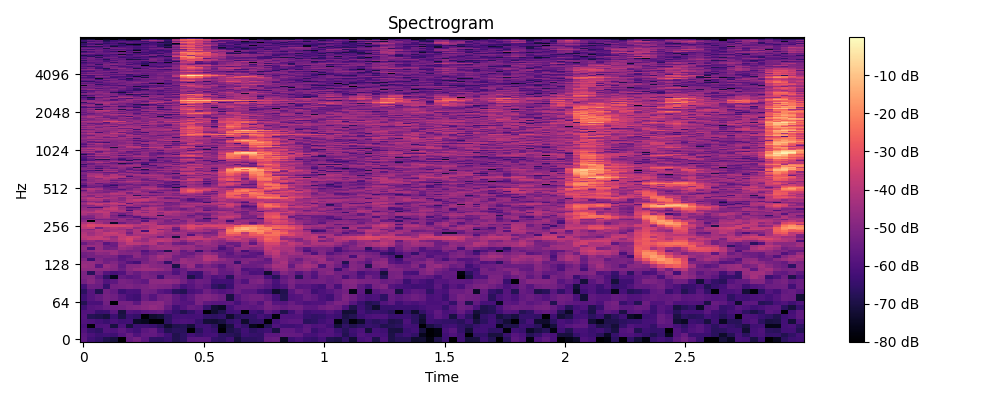 Spectrogram
4096
2048
1024
512
256
128
64
0
Hz
0
0.5
1
1.5
2
2.5
Time
-10 dB
-20 dB
-30 dB
-40 dB
-50 dB
-60 dB
-70 dB
-80 dB